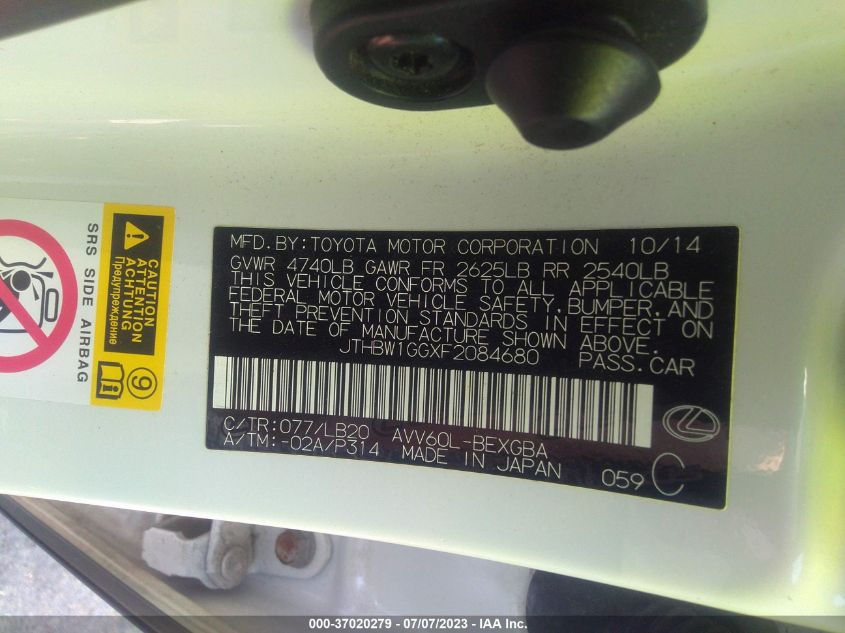 MFD.BY:TOYOTA MOTOR CORPORATION 10/14
GVWR 4740LB GAWR FR 2625LB RR 2540LB
THIS VEHICLE CONFORMS TO ALL APPLICABLE
FEDERAL MOTOR VEHICLE SAFETY, BUMPER, AND
THEFT PREVENTION STANDARDS IN EFFECT ON
THE DATE OF MANUFACTURE SHOWN ABOVE.
JTHBW1GGXF2084680 PASS.CAR
C/TR:077/LB20 AVV60L-BEXGBA
A/TM:-02A/P314 MADE IN JAPAN
059 C
SRS SIDE AIRBAG
CAUTION
ATTENTION
ACHTUNG
Предупреждение
9
000-37020279 - 07/07/2023 - IAA Inc.